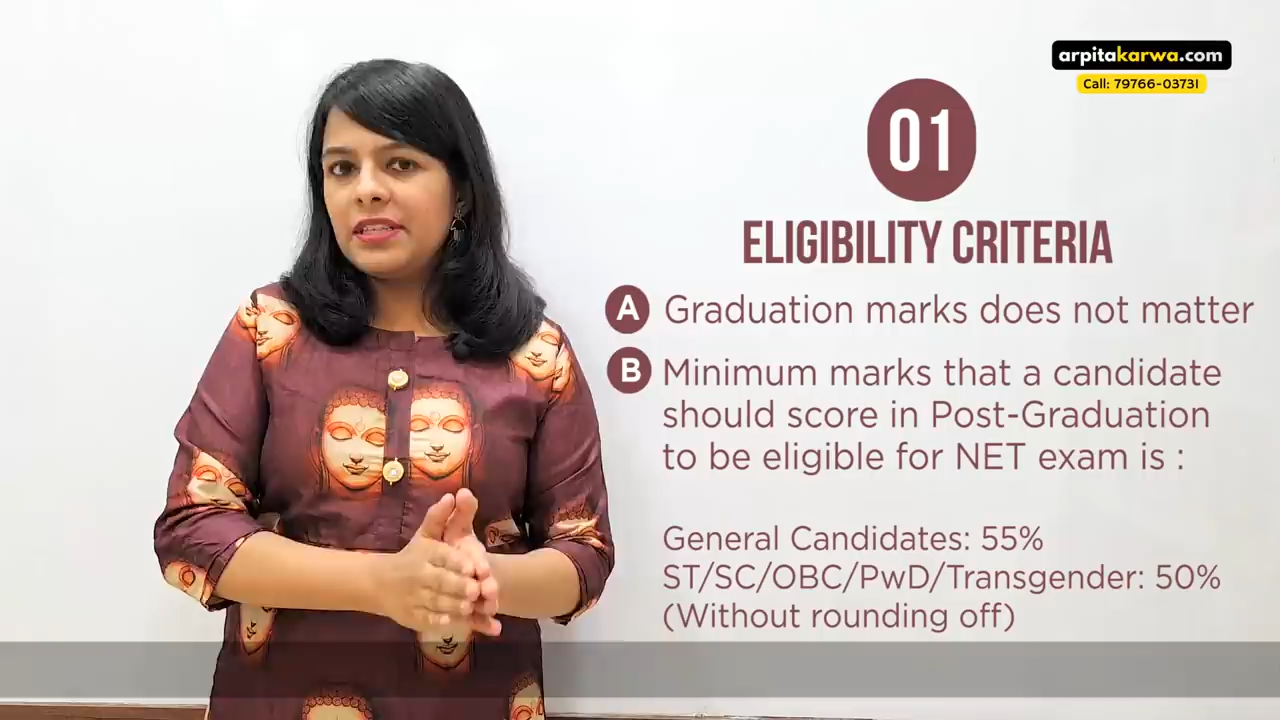 arpitakarwa.com
Call: 79766-03731
01
ELIGIBILITY CRITERIA
A Graduation marks does not matter
B Minimum marks that a candidate
should score in Post-Graduation
to be eligible for NET exam is :
General Candidates: 55%
ST/SC/OBC/PwD/Transgender: 50%
(Without rounding off)